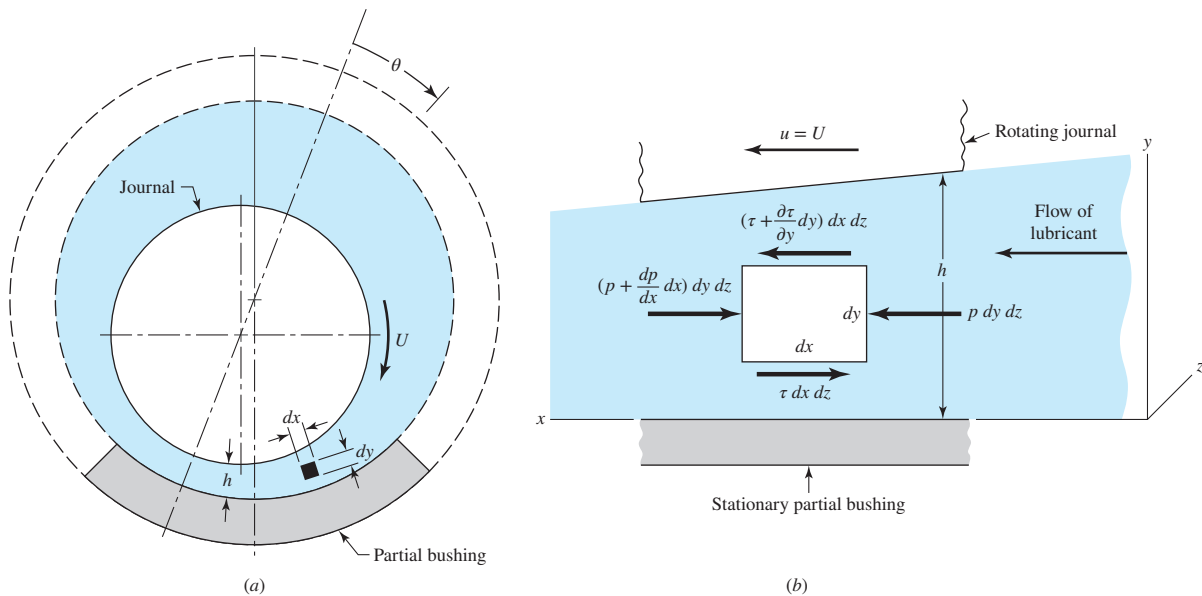 θ
Journal
U
dx
dy
h
Partial bushing
(a)
u = U
Rotating journal
y
(τ + ∂τ/∂y dy) dx dz
Flow of
lubricant
h
(p + dp/dx dx) dy dz
dy
p dy dz
dx
z
τ dx dz
x
Stationary partial bushing
(b)